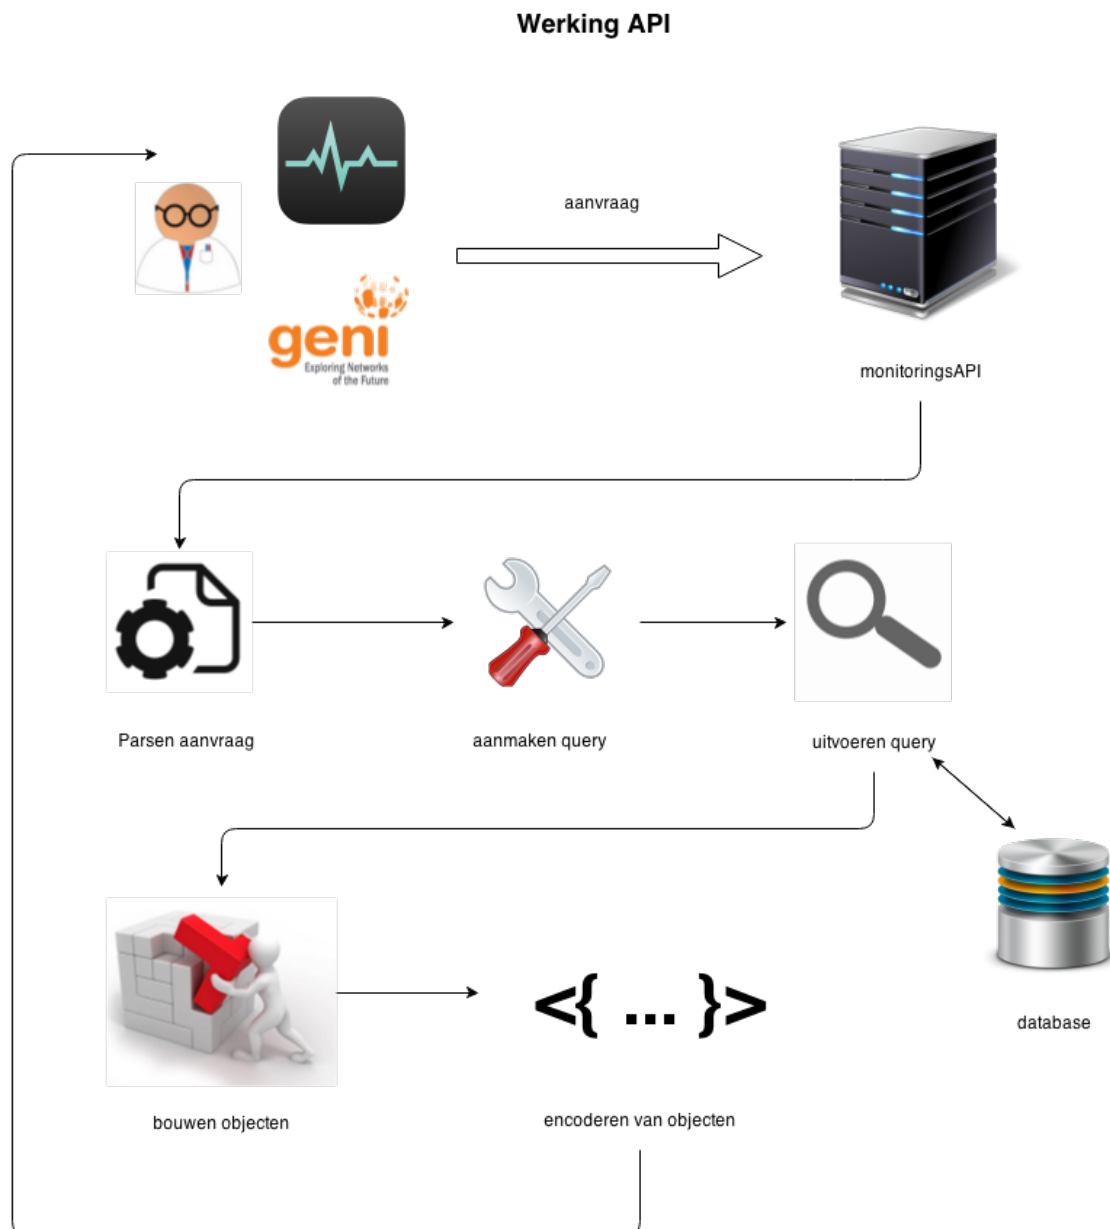 Werking API
aanvraag
geni
Exploring Networks
of the Future
monitoringsAPI
Parsen aanvraag
aanmaken query
uitvoeren query
<{ ... }>
database
bouwen objecten
encoderen van objecten